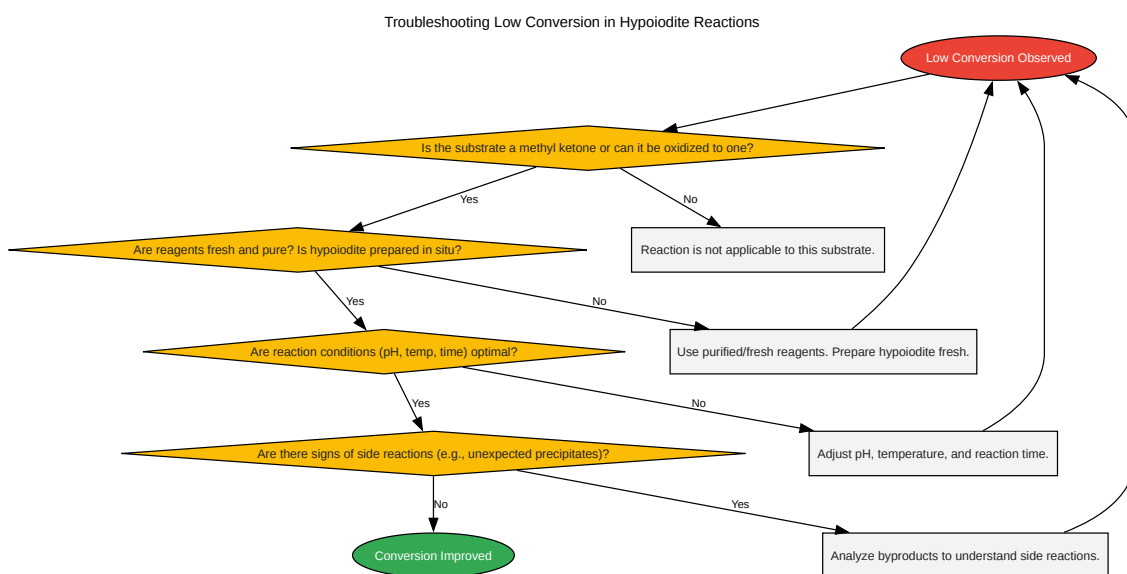 Troubleshooting Low Conversion in Hypoiodite Reactions
Low Conversion Observed
Is the substrate a methyl ketone or can it be oxidized to one?
Yes
No
Are reagents fresh and pure? Is hypoiodite prepared in situ?
Reaction is not applicable to this substrate.
Yes
No
Are reaction conditions (pH, temp, time) optimal?
Use purified/fresh reagents. Prepare hypoiodite fresh.
Yes
No
Are there signs of side reactions (e.g., unexpected precipitates)?
Adjust pH, temperature, and reaction time.
No
Yes
Conversion Improved
Analyze byproducts to understand side reactions.